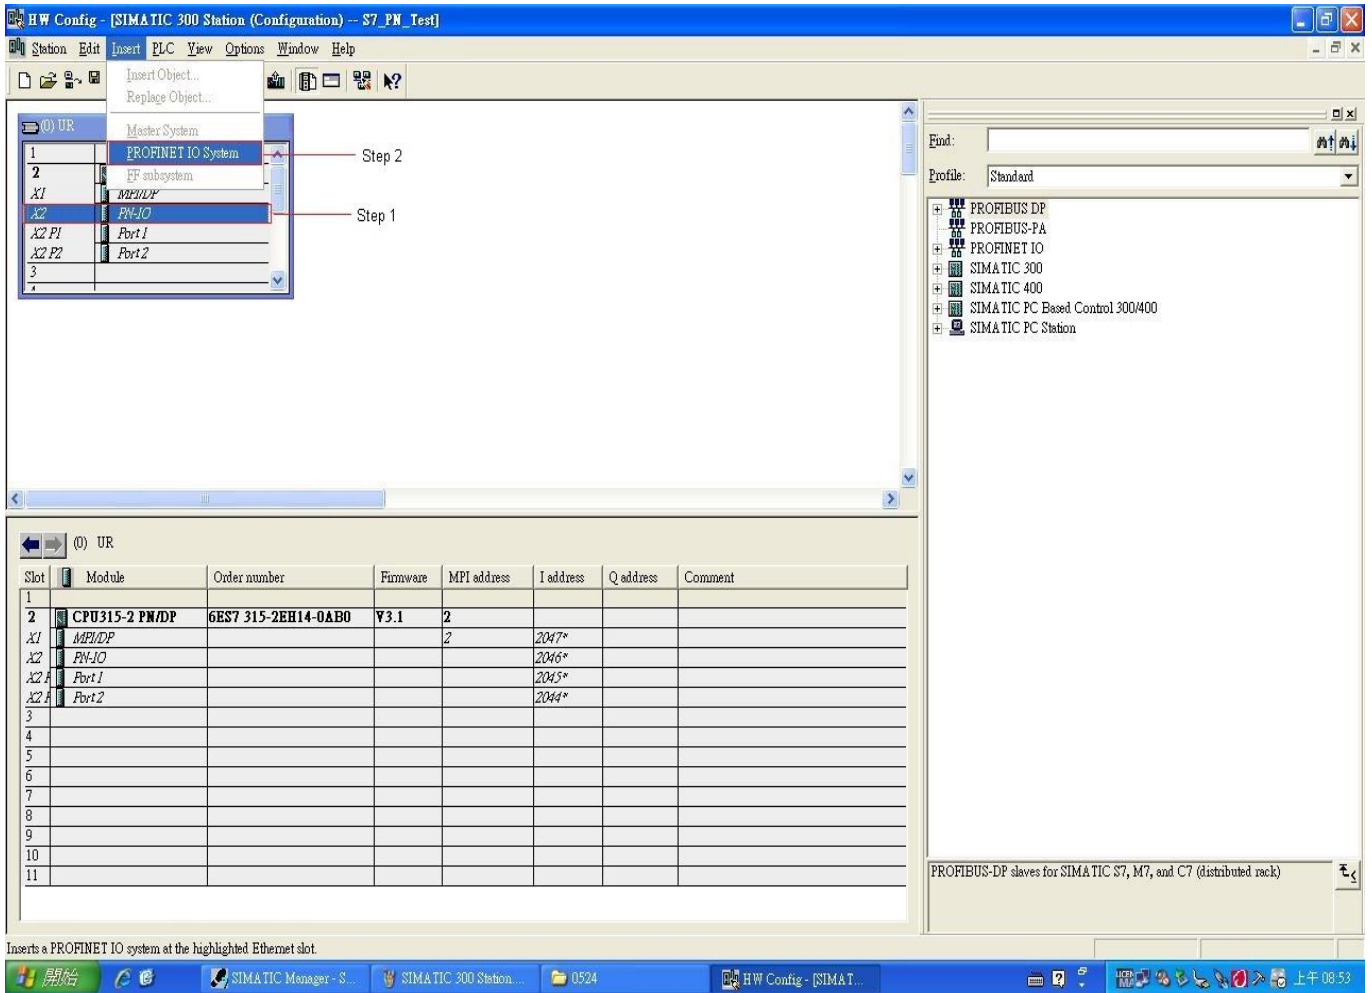 HW Config - [SIMATIC 300 Station (Configuration) -- S7_PN_Test]
Station Edit Insert PLC View Options Window Help
Insert Object...
Replace Object...
Master System
PROFINET IO System
FF subsystem
(0) UR
1
2
X1 MPI/DP
X2 PN-IO
X2 P1 Port 1
X2 P2 Port 2
3
Step 2
Step 1
Find:
Profile: Standard
PROFIBUS DP
PROFIBUS-PA
PROFINET IO
SIMATIC 300
SIMATIC 400
SIMATIC PC Based Control 300/400
SIMATIC PC Station
(0) UR
Slot Module Order number Firmware MPI address I address Q address Comment
1
2 CPU315-2 PN/DP 6ES7 315-2EH14-0AB0 V3.1 2
X1 MPI/DP 2 2047*
X2 PN-IO 2046*
X2 P Port 1 2045*
X2 P Port 2 2044*
3
4
5
6
7
8
9
10
11
PROFIBUS-DP slaves for SIMATIC S7, M7, and C7 (distributed rack)
Inserts a PROFINET IO system at the highlighted Ethernet slot.
開始 SIMATIC Manager - S... SIMATIC 300 Station.... 0524 HW Config - [SIMAT... 上午 08:53